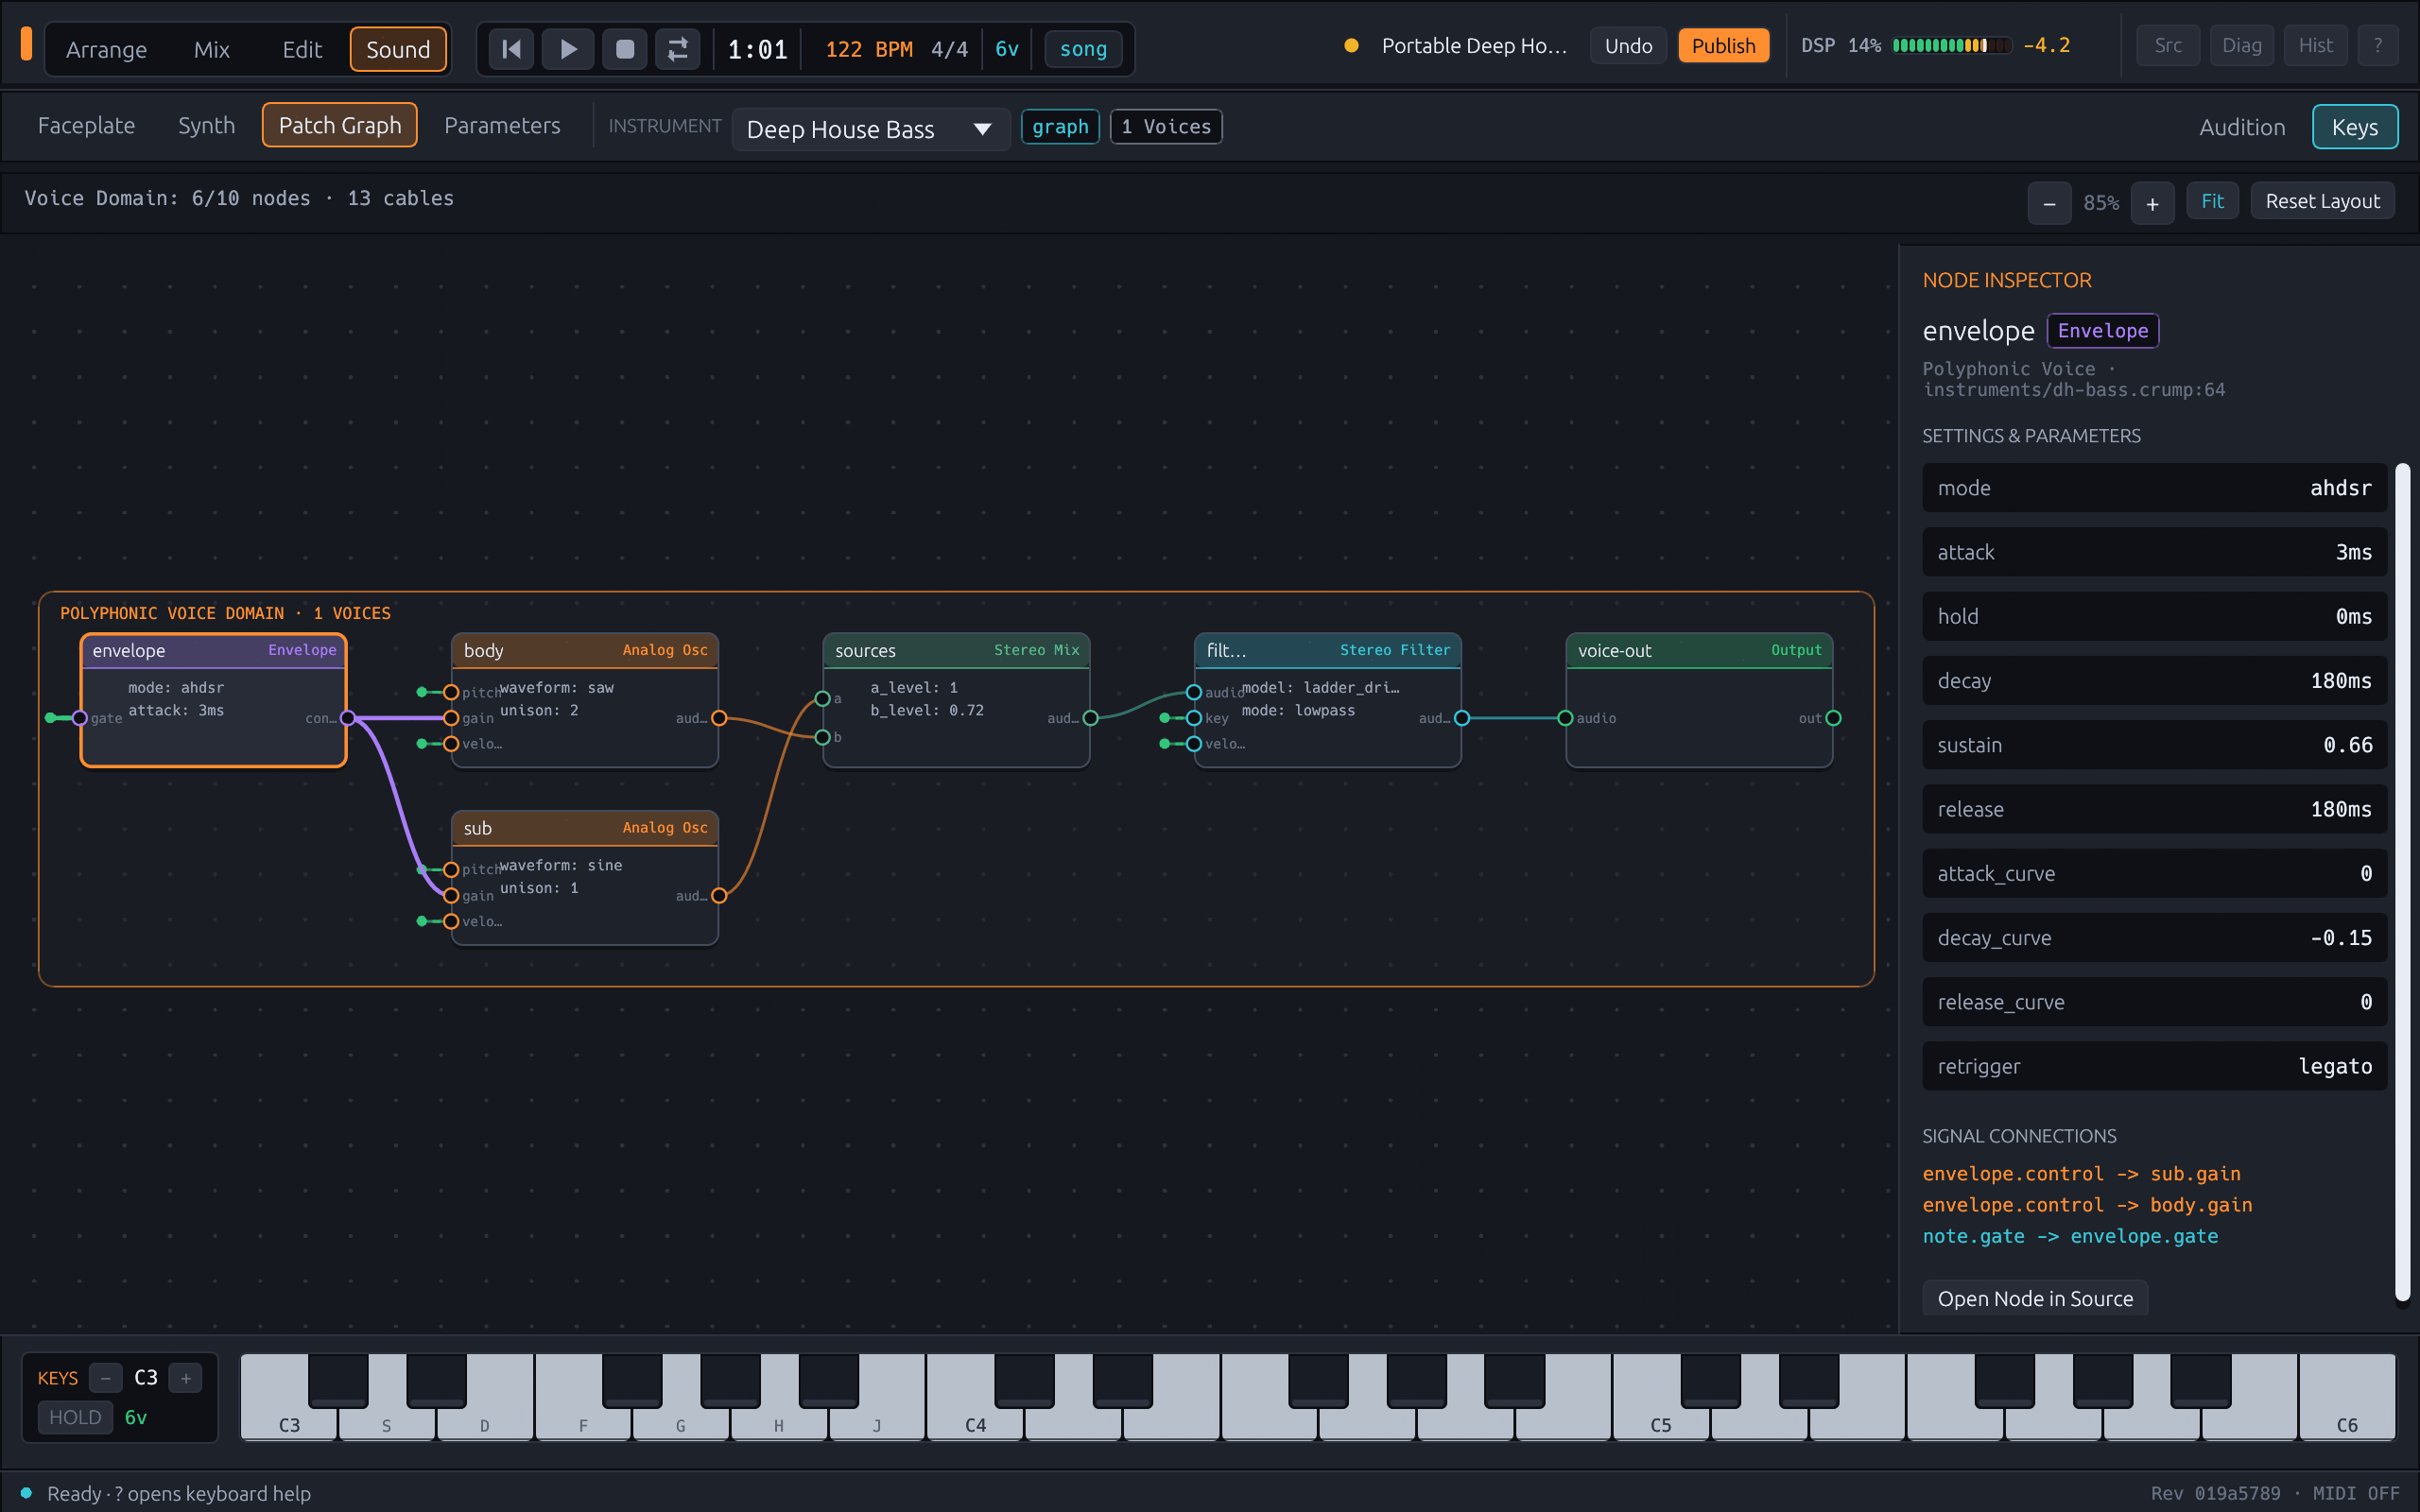 Arrange Mix Edit Sound 1:01 122 BPM 4/4 6v song Portable Deep Ho... Undo Publish DSP 14% -4.2 Src Diag Hist ?
Faceplate Synth Patch Graph Parameters INSTRUMENT Deep House Bass graph 1 Voices Audition Keys
Voice Domain: 6/10 nodes · 13 cables − 85% + Fit Reset Layout
POLYPHONIC VOICE DOMAIN · 1 VOICES
envelope Envelope
mode: ahdsr
attack: 3ms
gate con...
body Analog Osc
pitch waveform: saw
unison: 2
gain aud...
velo...
sub Analog Osc
pitch waveform: sine
unison: 1
gain aud...
velo...
sources Stereo Mix
a_level: 1
a
b_level: 0.72
aud...
b
filt... Stereo Filter
audio model: ladder_dri...
mode: lowpass
key aud...
velo...
voice-out Output
audio out
NODE INSPECTOR
envelope Envelope
Polyphonic Voice ·
instruments/dh-bass.crump:64
SETTINGS & PARAMETERS
mode ahdsr
attack 3ms
hold 0ms
decay 180ms
sustain 0.66
release 180ms
attack_curve 0
decay_curve -0.15
release_curve 0
retrigger legato
SIGNAL CONNECTIONS
envelope.control -> sub.gain
envelope.control -> body.gain
note.gate -> envelope.gate
Open Node in Source
KEYS − C3 +
HOLD 6v
C3 S D F G H J C4 C5 C6
Ready · ? opens keyboard help Rev 019a5789 · MIDI OFF